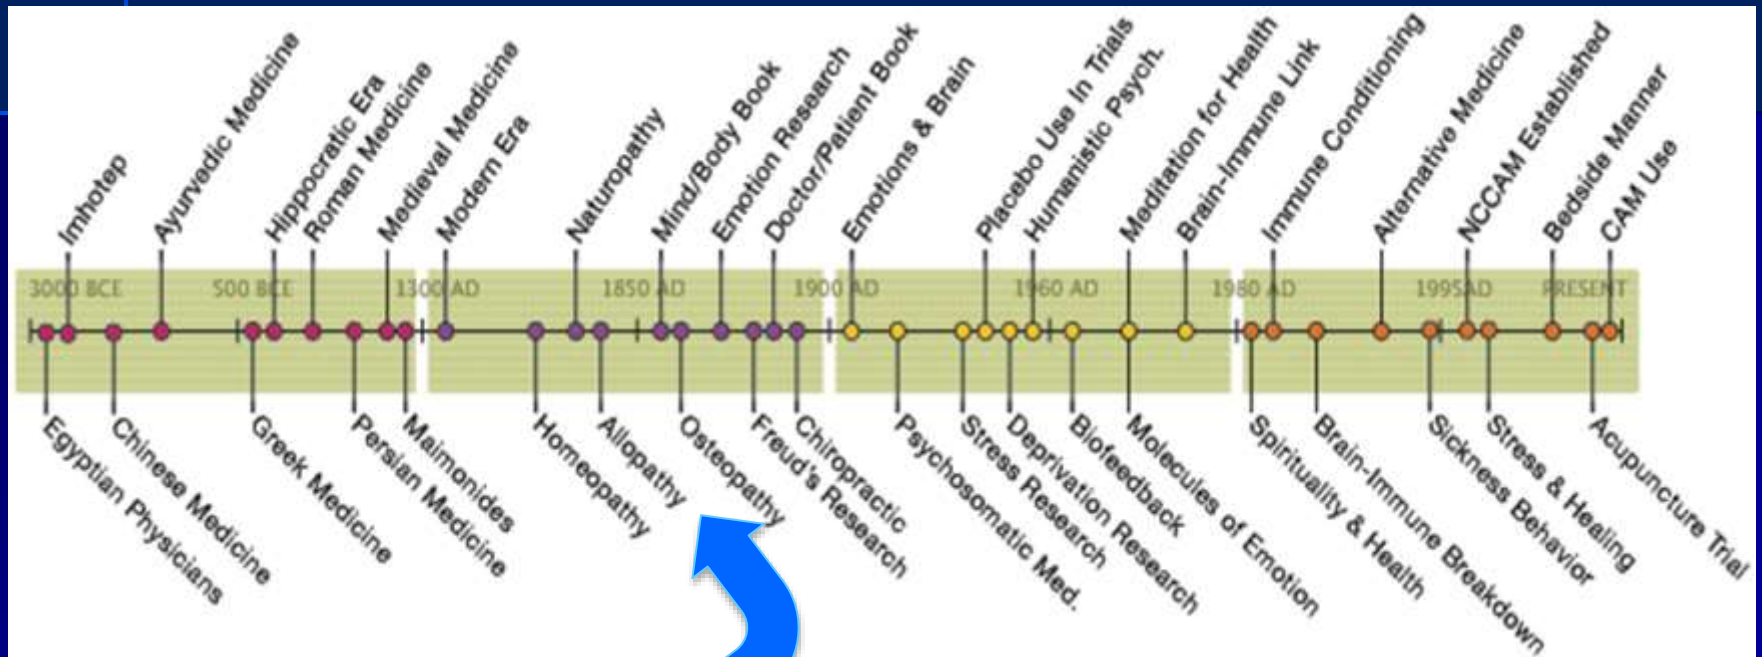 Imhotep
Ayurvedic Medicine
Hippocratic Era
Roman Medicine
Medieval Medicine
Modern Era
Naturopathy
Mind/Body Book
Emotion Research
Doctor/Patient Book
Emotions & Brain
Placebo Use In Trials
Humanistic Psych.
Meditation for Health
Brain-Immune Link
Immune Conditioning
Alternative Medicine
NCCAM Established
Bedside Manner
CAM Use
3000 BCE
500 BCE
1300 AD
1850 AD
1900 AD
1960 AD
1980 AD
1995AD
PRESENT
Egyptian Physicians
Chinese Medicine
Greek Medicine
Persian Medicine
Maimonides
Homeopathy
Allopathy
Osteopathy
Freud's Research
Chiropractic
Psychosomatic Med.
Stress Research
Deprivation Research
Biofeedback
Molecules of Emotion
Spirituality & Health
Brain-Immune Breakdown
Sickness Behavior
Stress & Healing
Acupuncture Trial